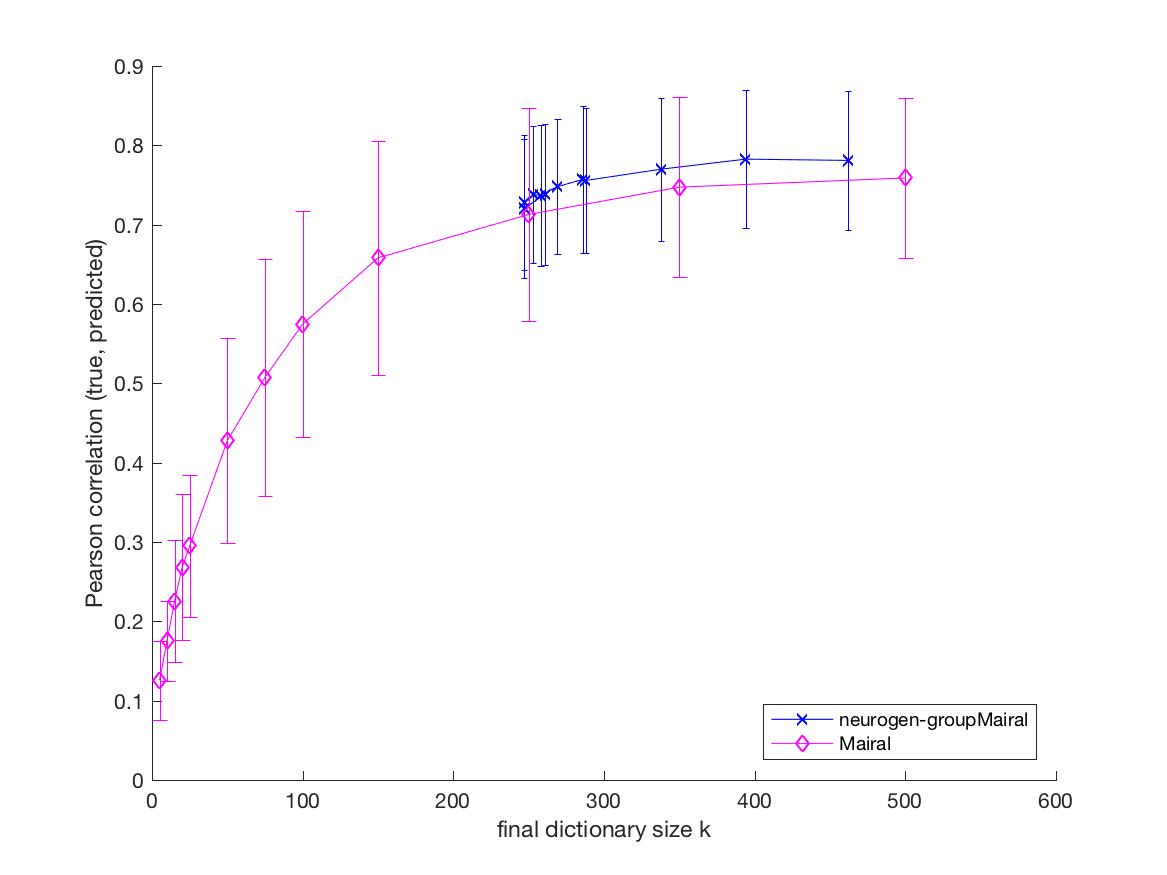 0.9
0.8
0.7
0.6
0.5
0.4
0.3
0.2
0.1
0
Pearson correlation (true, predicted)
neurogen-groupMairal
Mairal
0 100 200 300 400 500 600
final dictionary size k